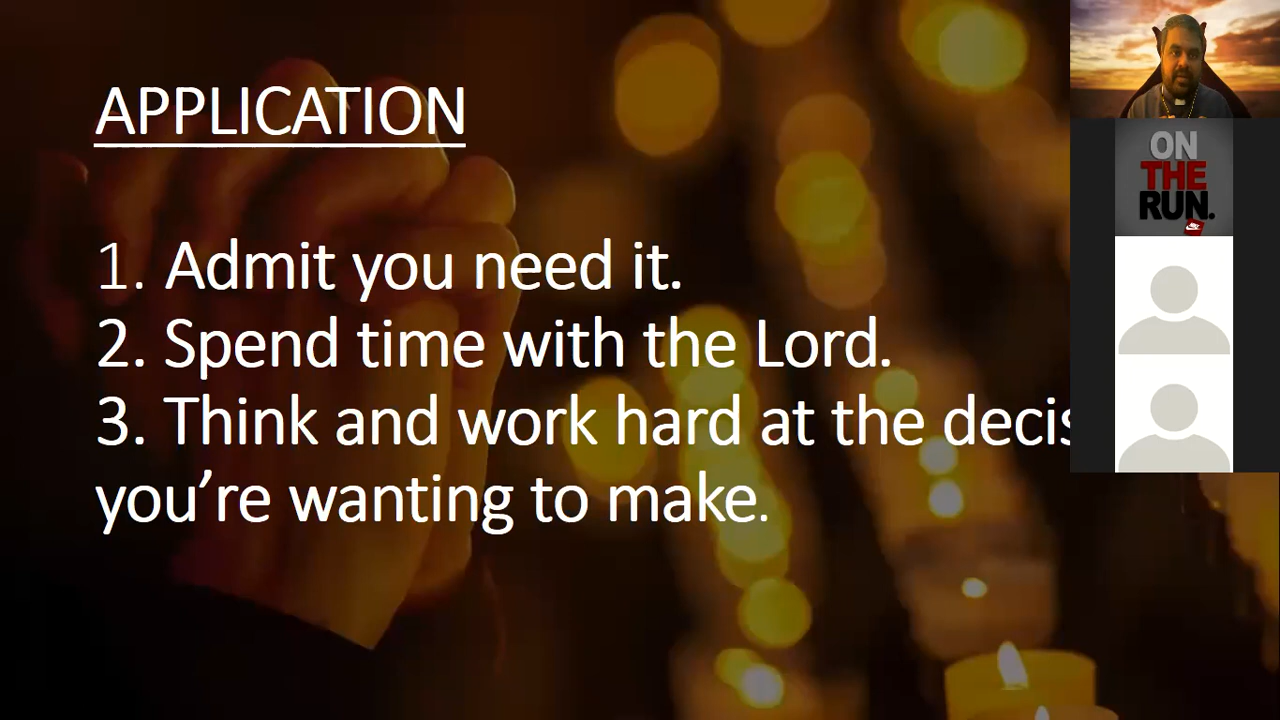 APPLICATION
1. Admit you need it.
2. Spend time with the Lord.
3. Think and work hard at the
you’re wanting to make.
ON
THE
RUN.